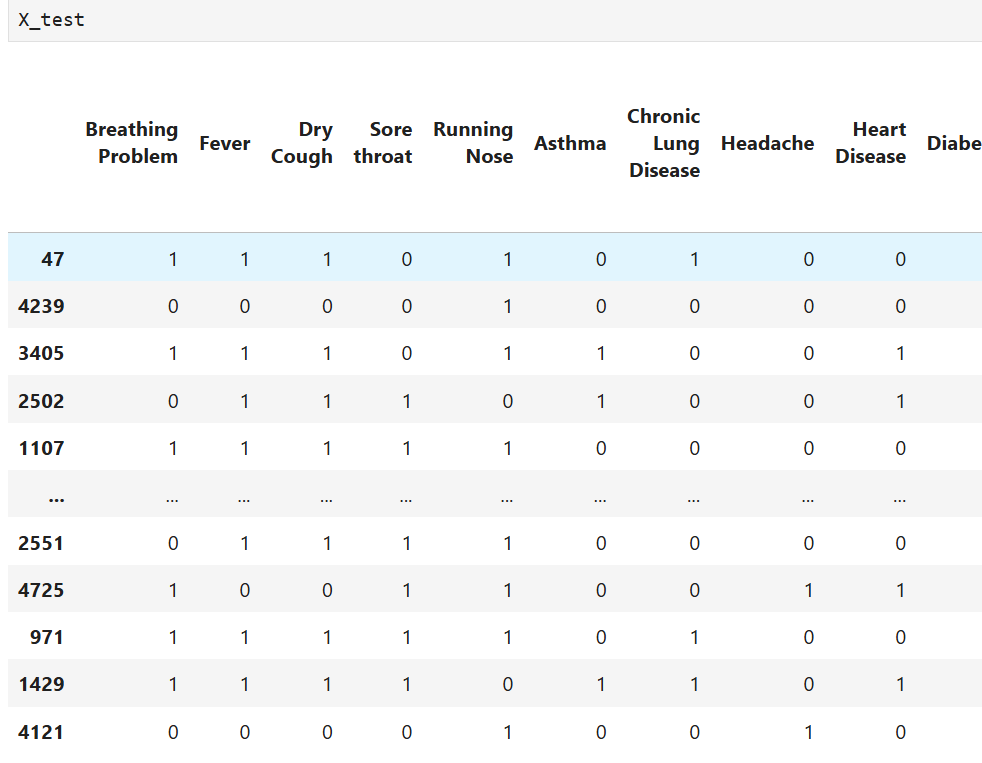 X_test
Breathing Problem Fever Dry Cough Sore throat Running Nose Asthma Chronic Lung Disease Headache Heart Disease Diabe
47 1 1 1 0 1 0 1 0 0
4239 0 0 0 0 1 0 0 0 0
3405 1 1 1 0 1 1 0 0 1
2502 0 1 1 1 0 1 0 0 1
1107 1 1 1 1 1 0 0 0 0
... ... ... ... ... ... ... ... ... ...
2551 0 1 1 1 1 0 0 0 0
4725 1 0 0 1 1 0 0 1 1
971 1 1 1 1 1 0 1 0 0
1429 1 1 1 1 0 1 1 0 1
4121 0 0 0 0 1 0 0 1 0